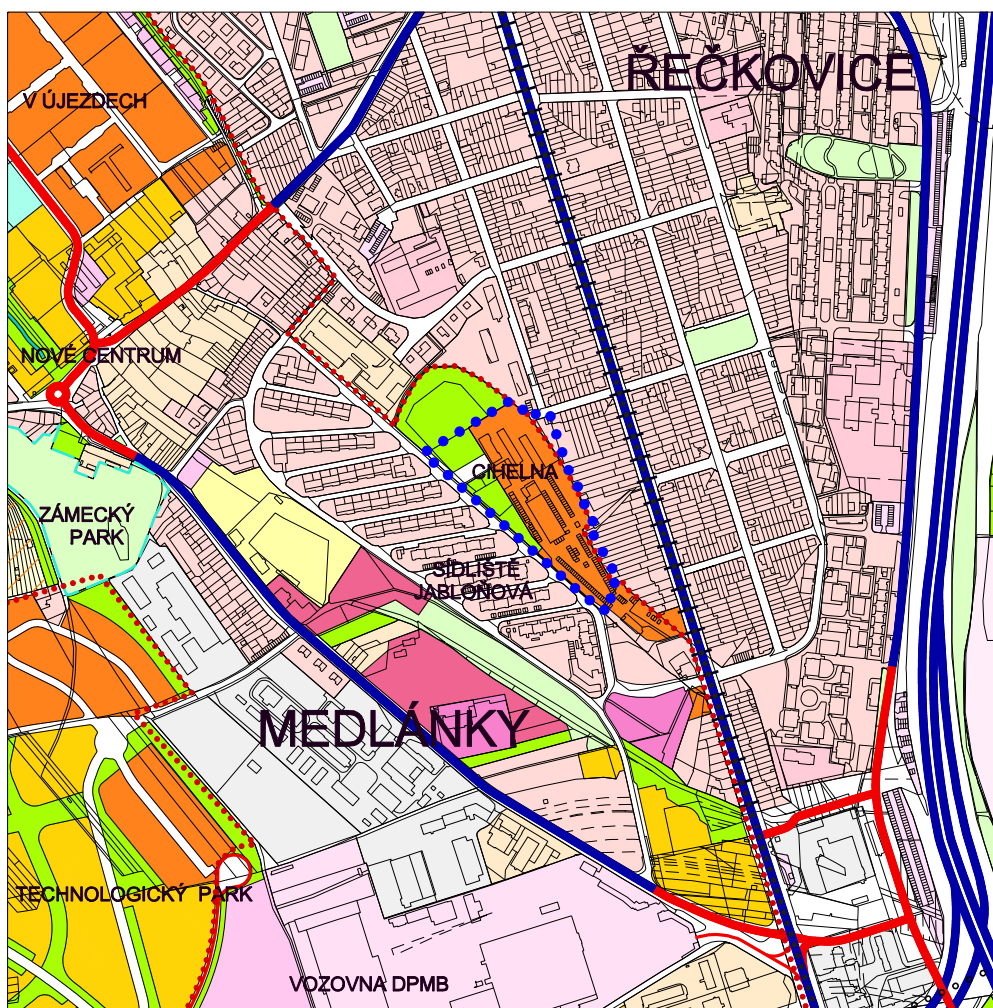 ŘEČKOVICE
V ÚJEZDECH
NOVÉ CENTRUM
CIHELNA
ZÁMECKÝ
PARK
SÍDLIŠTĚ
JABLOŇOVÁ
MEDLÁNKY
TECHNOLOGICKÝ PARK
VOZOVNA DPMB